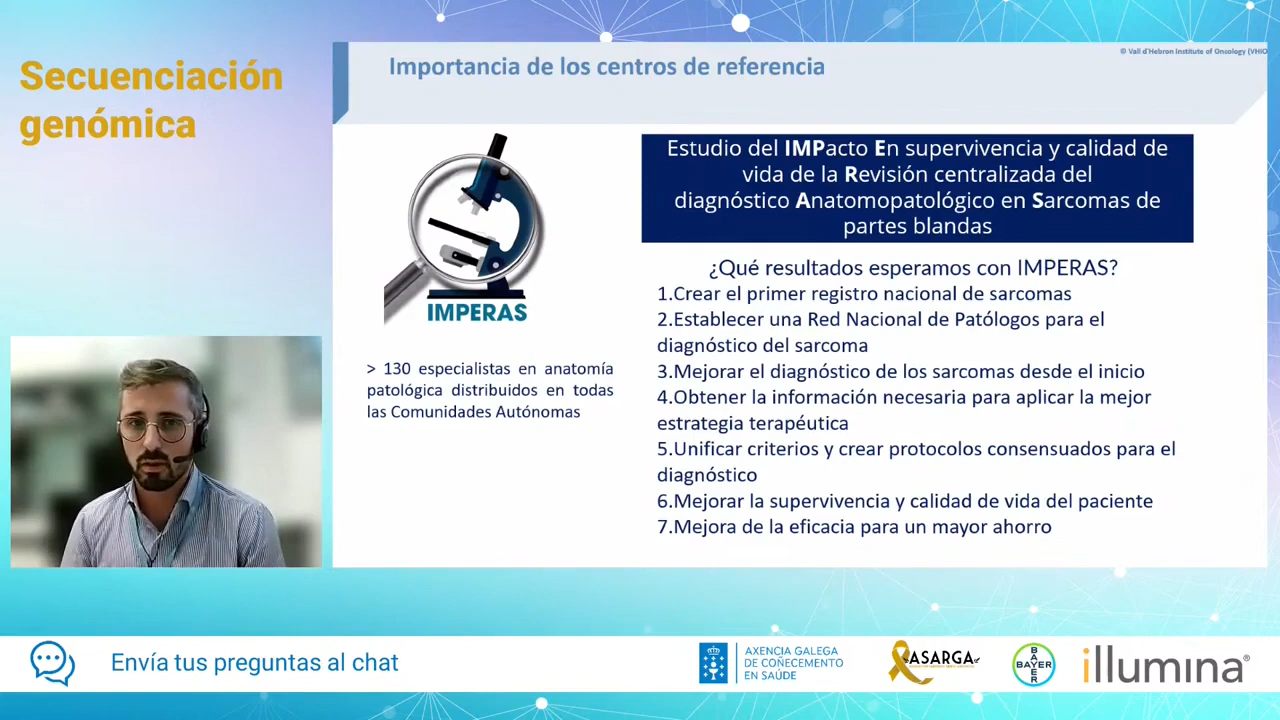 Secuenciación
genómica
Importancia de los centros de referencia
© Vall d'Hebron Institute of Oncology (VHIO
Estudio del IMPacto En supervivencia y calidad de
vida de la Revisión centralizada del
diagnóstico Anatomopatológico en Sarcomas de
partes blandas
IMPERAS
> 130 especialistas en anatomía
patológica distribuidos en todas
las Comunidades Autónomas
¿Qué resultados esperamos con IMPERAS?
1.Crear el primer registro nacional de sarcomas
2.Establecer una Red Nacional de Patólogos para el
diagnóstico del sarcoma
3.Mejorar el diagnóstico de los sarcomas desde el inicio
4.Obtener la información necesaria para aplicar la mejor
estrategia terapéutica
5.Unificar criterios y crear protocolos consensuados para el
diagnóstico
6.Mejorar la supervivencia y calidad de vida del paciente
7.Mejora de la eficacia para un mayor ahorro
Envía tus preguntas al chat
AXENCIA GALEGA
DE COÑECEMENTO
EN SAÚDE
ASARGA
BAYER
BAYER
illumina®